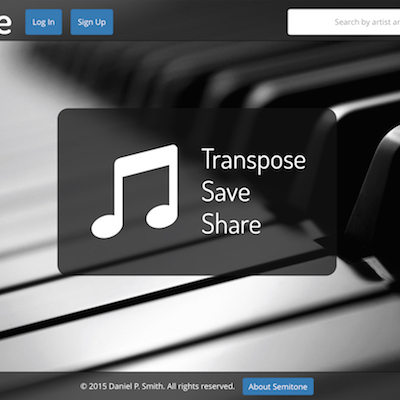 e
Log In
Sign Up
Search by artist a
Transpose
Save
Share
© 2015 Daniel P. Smith. All rights reserved.
About Semitone